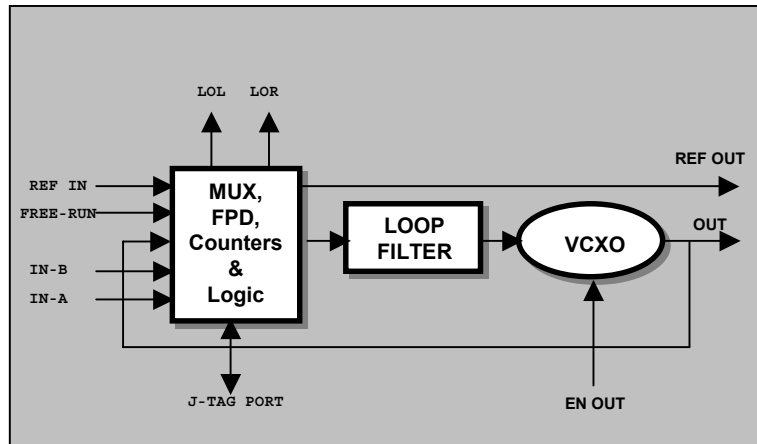 LOL LOR
REF OUT
REF IN
FREE-RUN
IN-B
IN-A
MUX,
FPD,
Counters
&
Logic
LOOP
FILTER
VCXO
OUT
J-TAG PORT
EN OUT